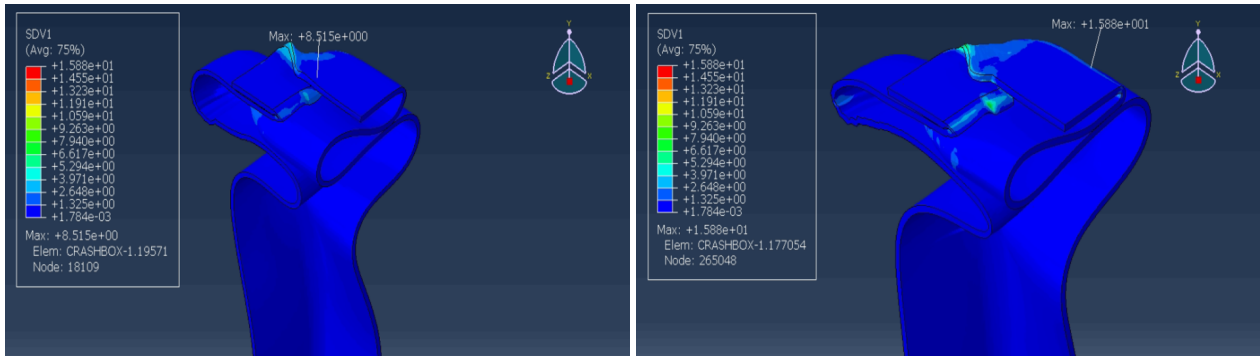 SDV1
(Avg: 75%)
+1.588e+01
+1.455e+01
+1.323e+01
+1.191e+01
+1.059e+01
+9.263e+00
+7.940e+00
+6.617e+00
+5.294e+00
+3.971e+00
+2.648e+00
+1.325e+00
+1.784e-03
Max: +8.515e+00
Elem: CRASHBOX-1.19571
Node: 18109
Max: +8.515e+000
Y
Z
X
SDV1
(Avg: 75%)
+1.588e+01
+1.455e+01
+1.323e+01
+1.191e+01
+1.059e+01
+9.263e+00
+7.940e+00
+6.617e+00
+5.294e+00
+3.971e+00
+2.648e+00
+1.325e+00
+1.784e-03
Max: +1.588e+01
Elem: CRASHBOX-1.177054
Node: 265048
Max: +1.588e+001
Y
Z
X